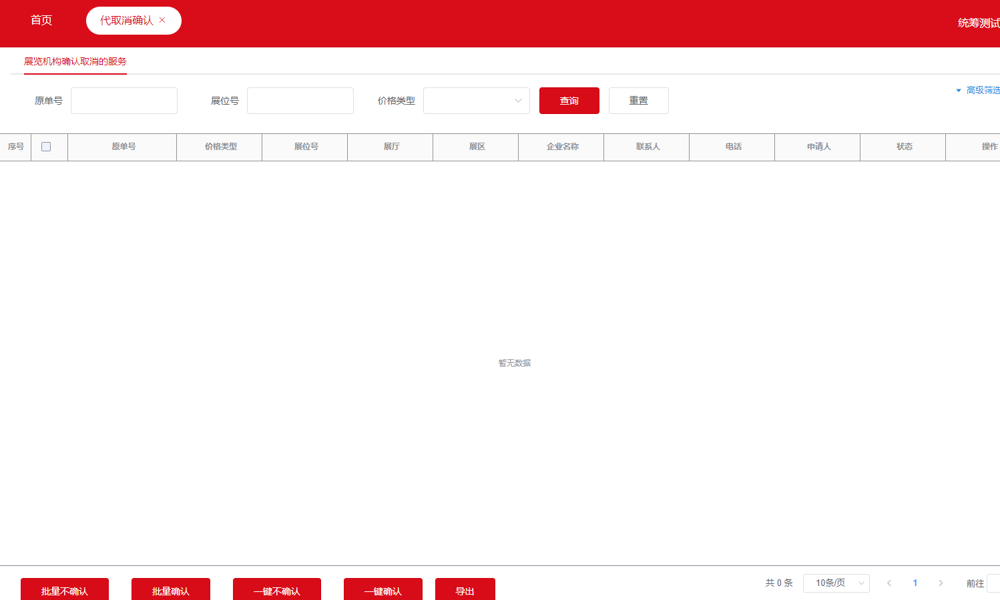 首页
代取消确认 ×
统筹测试
展览机构确认取消的服务
原单号
展位号
价格类型
查询
重置
高级筛选
序号 原单号 价格类型 展位号 展厅 展区 企业名称 联系人 电话 申请人 状态 操作
暂无数据
批量不确认
批量确认
一键不确认
一键确认
导出
共 0 条
10条/页
1
前往